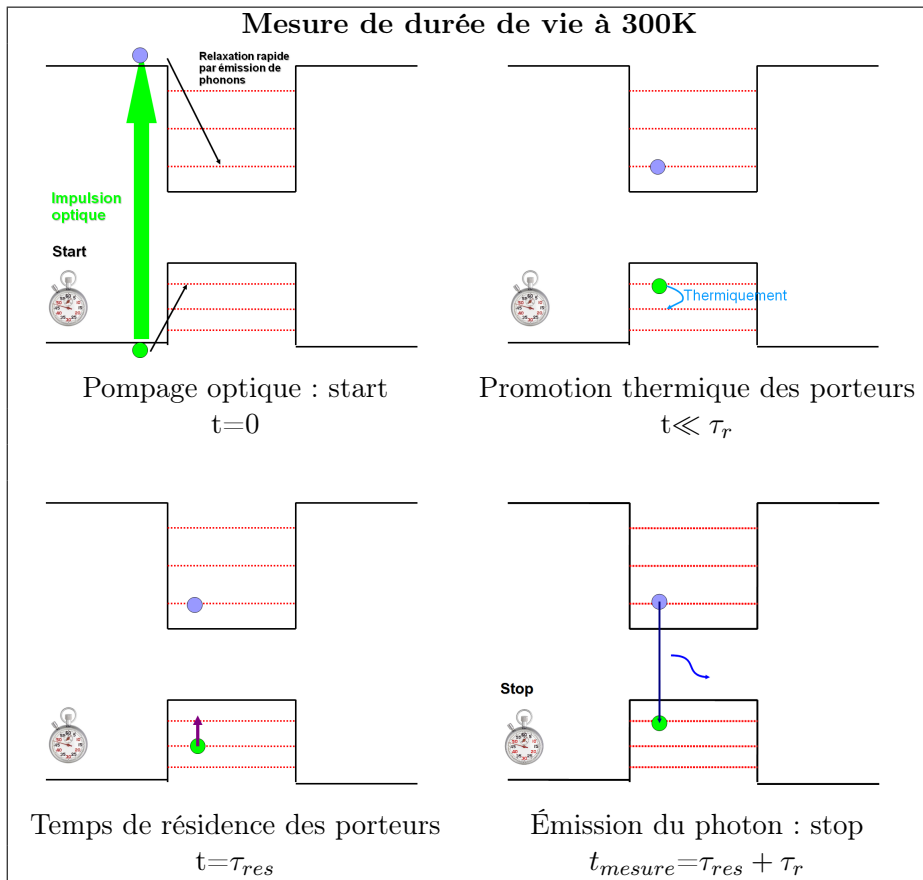 Mesure de durée de vie à 300K
Relaxation rapide
par émission de
phonons
Impulsion
optique
Start
Thermiquement
Pompage optique : start
t=0
Promotion thermique des porteurs
t≪ τr
Stop
Temps de résidence des porteurs
t=τres
Émission du photon : stop
tmesure=τres + τr